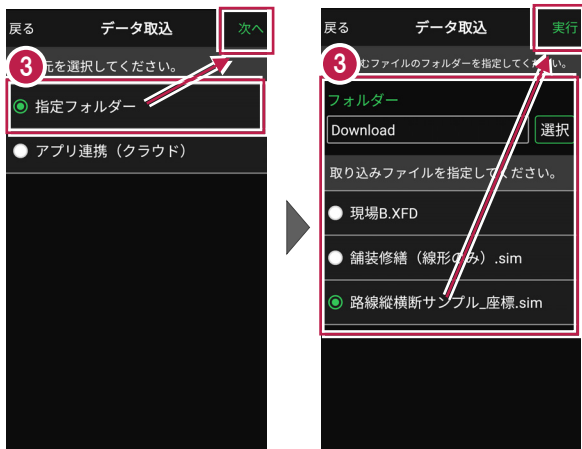 戻る データ取込 次へ
3 元を選択してください。
指定フォルダー
アプリ連携（クラウド）
戻る データ取込 実行
3 むファイルのフォルダーを指定してください。
フォルダー
Download 選択
取り込みファイルを指定してください。
現場B.XFD
舗装修繕（線形のみ）.sim
路線縦横断サンプル_座標.sim